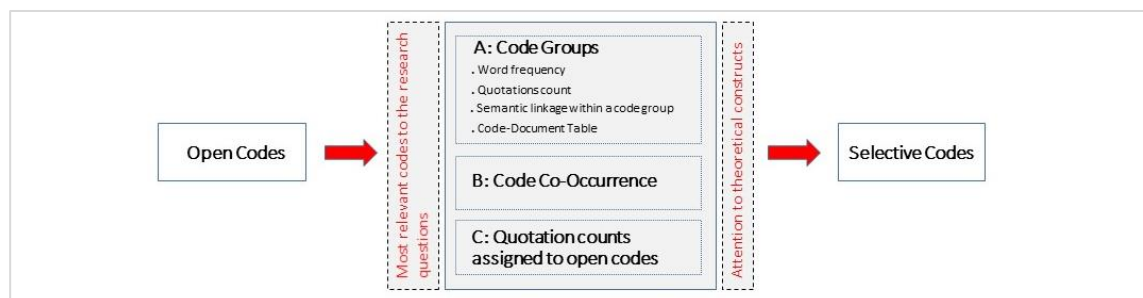 Open Codes
Most relevant codes to the research
questions
A: Code Groups
. Word frequency
. Quotations count
. Semantic linkage within a code group
. Code-Document Table
B: Code Co-Occurrence
C: Quotation counts
assigned to open codes
Attention to theoretical constructs
Selective Codes